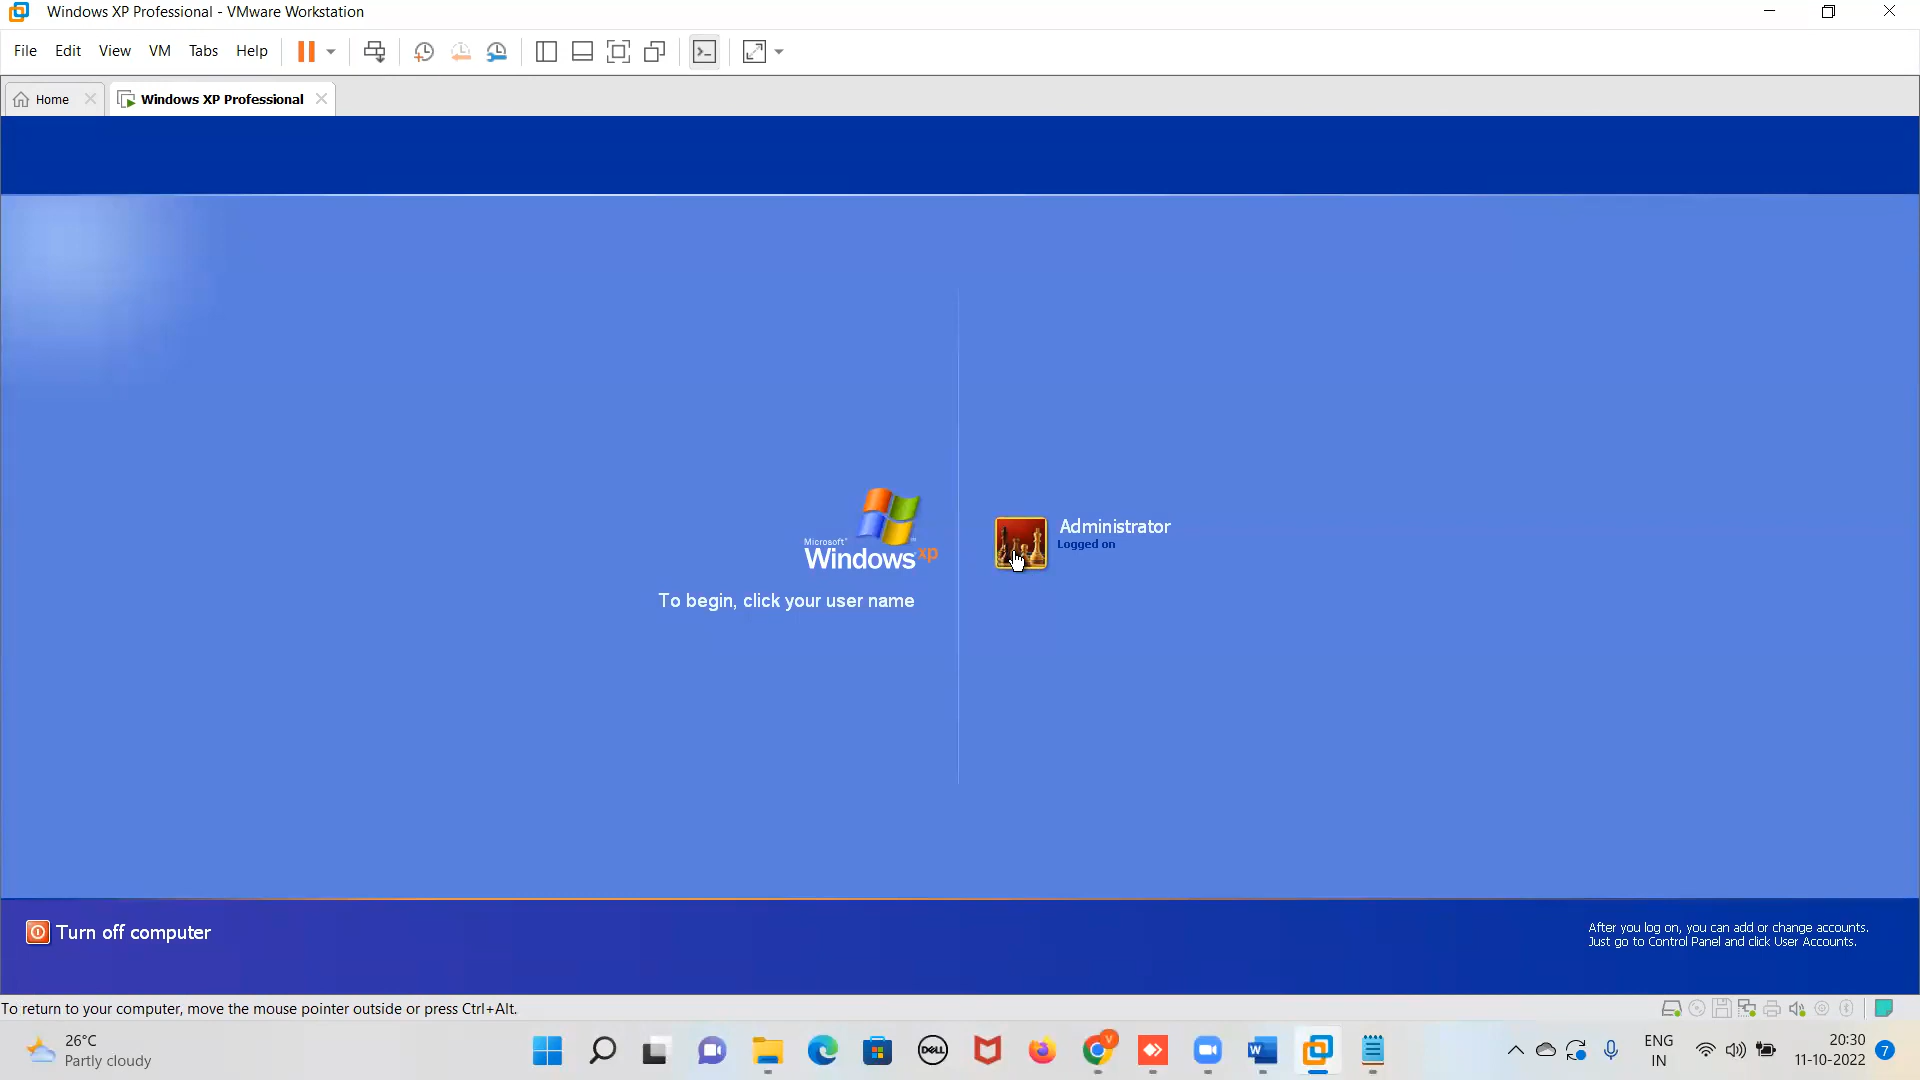 Windows XP Professional - VMware Workstation
File Edit View VM Tabs Help
Home
Windows XP Professional
Microsoft
Windows xp
To begin, click your user name
Administrator
Logged on
Turn off computer
After you log on, you can add or change accounts.
Just go to Control Panel and click User Accounts.
To return to your computer, move the mouse pointer outside or press Ctrl+Alt.
26°C
Partly cloudy
DELL
V
W
ENG
IN
20:30
11-10-2022
7